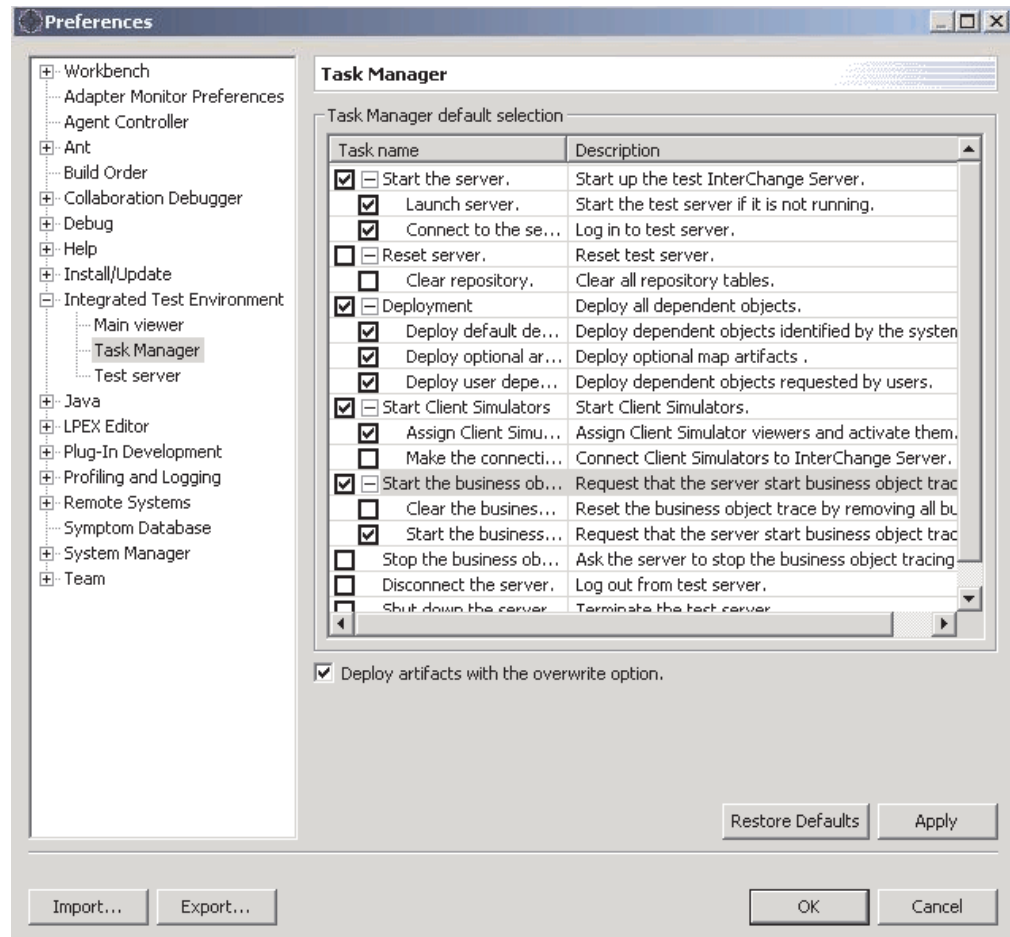 Preferences
Workbench
Adapter Monitor Preferences
Agent Controller
Ant
Build Order
Collaboration Debugger
Debug
Help
Install/Update
Integrated Test Environment
Main viewer
Task Manager
Test server
Java
LPEX Editor
Plug-In Development
Profiling and Logging
Remote Systems
Symptom Database
System Manager
Team
Task Manager
Task Manager default selection
Task name Description
Start the server. Start up the test InterChange Server.
Launch server. Start the test server if it is not running.
Connect to the se... Log in to test server.
Reset server. Reset test server.
Clear repository. Clear all repository tables.
Deployment Deploy all dependent objects.
Deploy default de... Deploy dependent objects identified by the system
Deploy optional ar... Deploy optional map artifacts .
Deploy user depe... Deploy dependent objects requested by users.
Start Client Simulators Start Client Simulators.
Assign Client Simu... Assign Client Simulator viewers and activate them.
Make the connecti... Connect Client Simulators to InterChange Server.
Start the business ob... Request that the server start business object trac
Clear the busines... Reset the business object trace by removing all bu
Start the business... Request that the server start business object trac
Stop the business ob... Ask the server to stop the business object tracing
Disconnect the server. Log out from test server.
Shut down the server Terminate the test server
Deploy artifacts with the overwrite option.
Restore Defaults Apply
Import... Export... OK Cancel